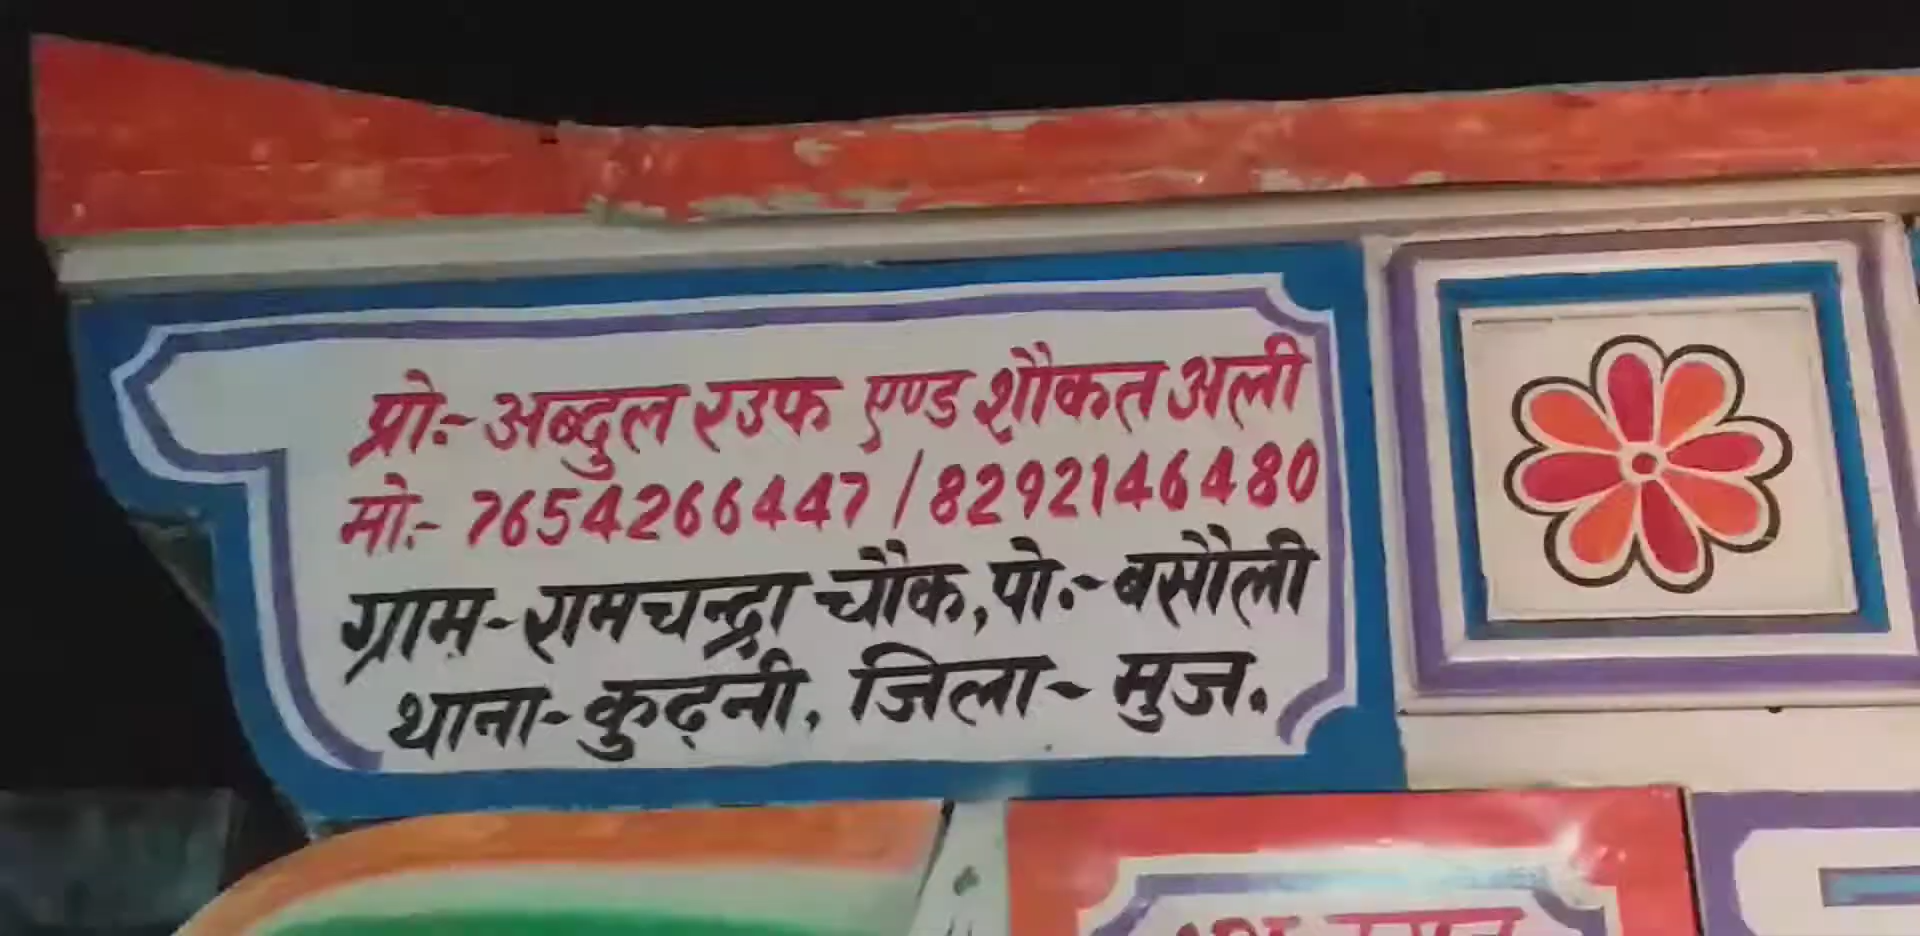 प्रो:- अब्दुल रउफ एण्ड शौकत अली
मो:- 7654266447 / 8292146480
ग्राम-रामचन्द्रा चौक, पो.-बसौली
थाना-कुढ़नी, जिला- मुज.